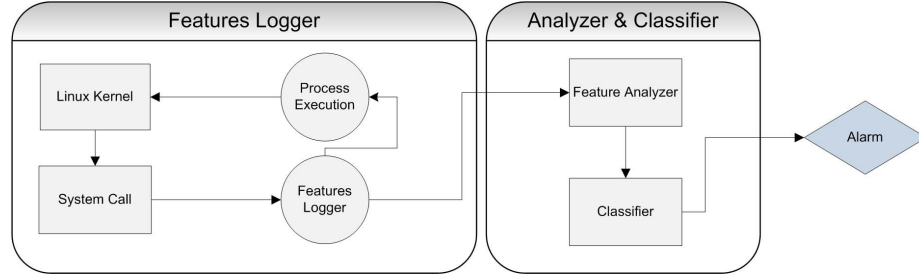 Features Logger
Analyzer & Classifier
Linux Kernel
Process
Execution
Feature Analyzer
Alarm
System Call
Features
Logger
Classifier